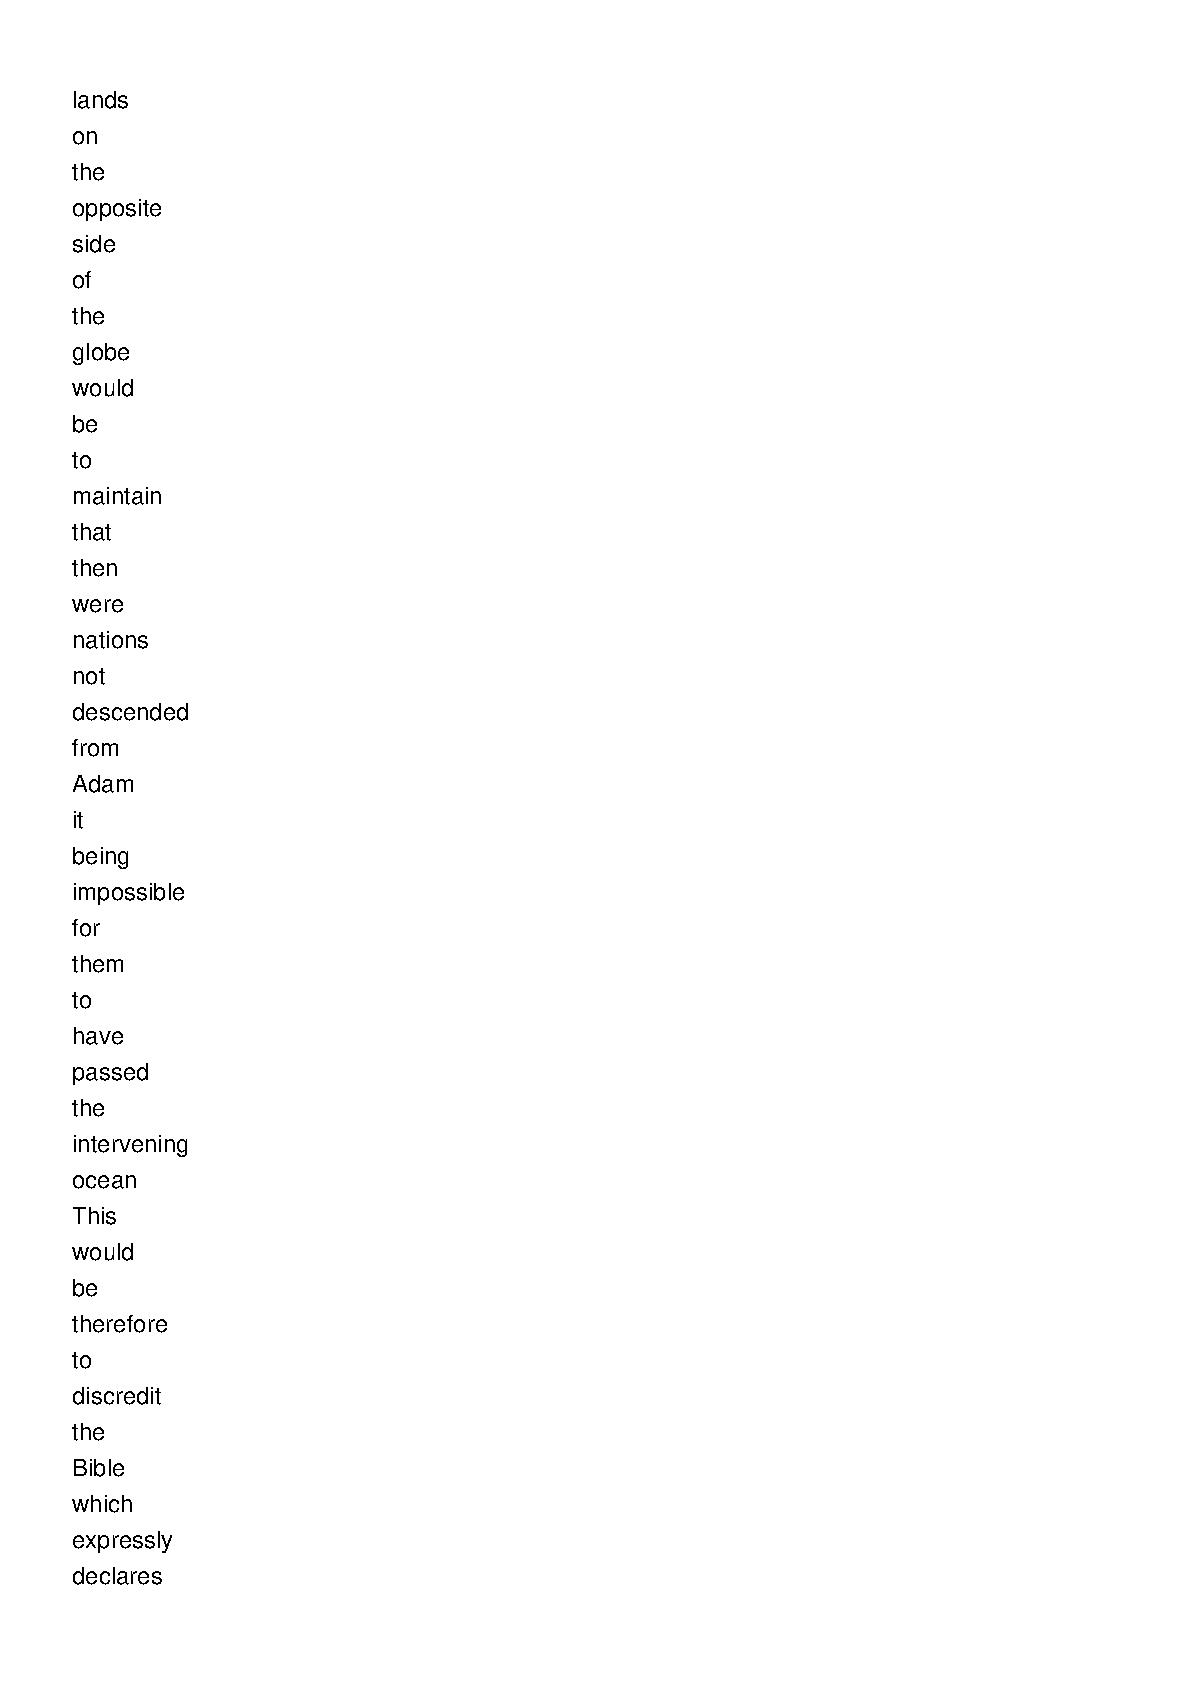 lands
on
the
opposite
side
of
the
globe
would
be
to
maintain
that
then
were
nations
not
descended
from
Adam
it
being
impossible
for
them
to
have
passed
the
intervening
ocean
This
would
be
therefore
to
discredit
the
Bible
which
expressly
declares